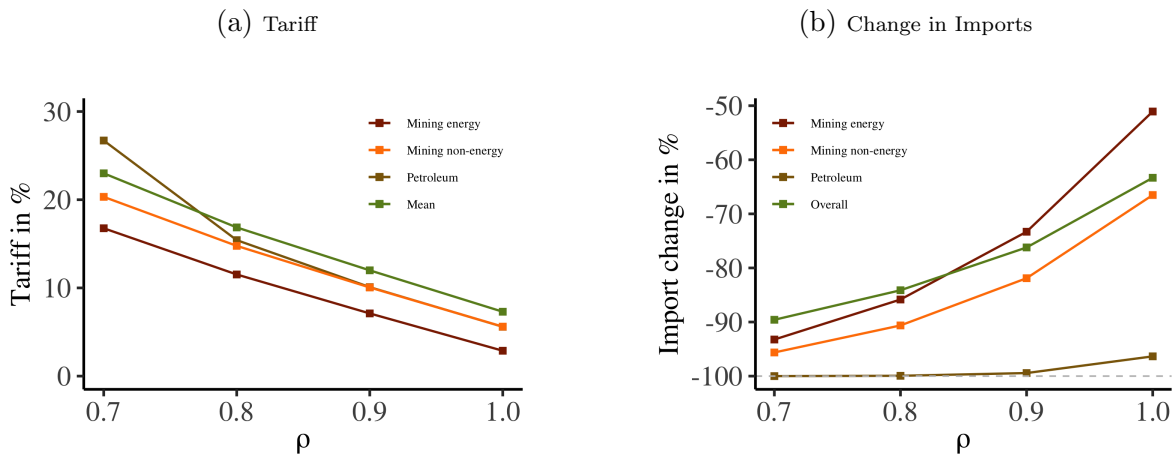 (a) Tariff
30
20
10
0
Tariff in %
Mining energy
Mining non-energy
Petroleum
Mean
0.7 0.8 0.9 1.0
ρ
(b) Change in Imports
-50
-60
-70
-80
-90
-100
Import change in %
Mining energy
Mining non-energy
Petroleum
Overall
0.7 0.8 0.9 1.0
ρ